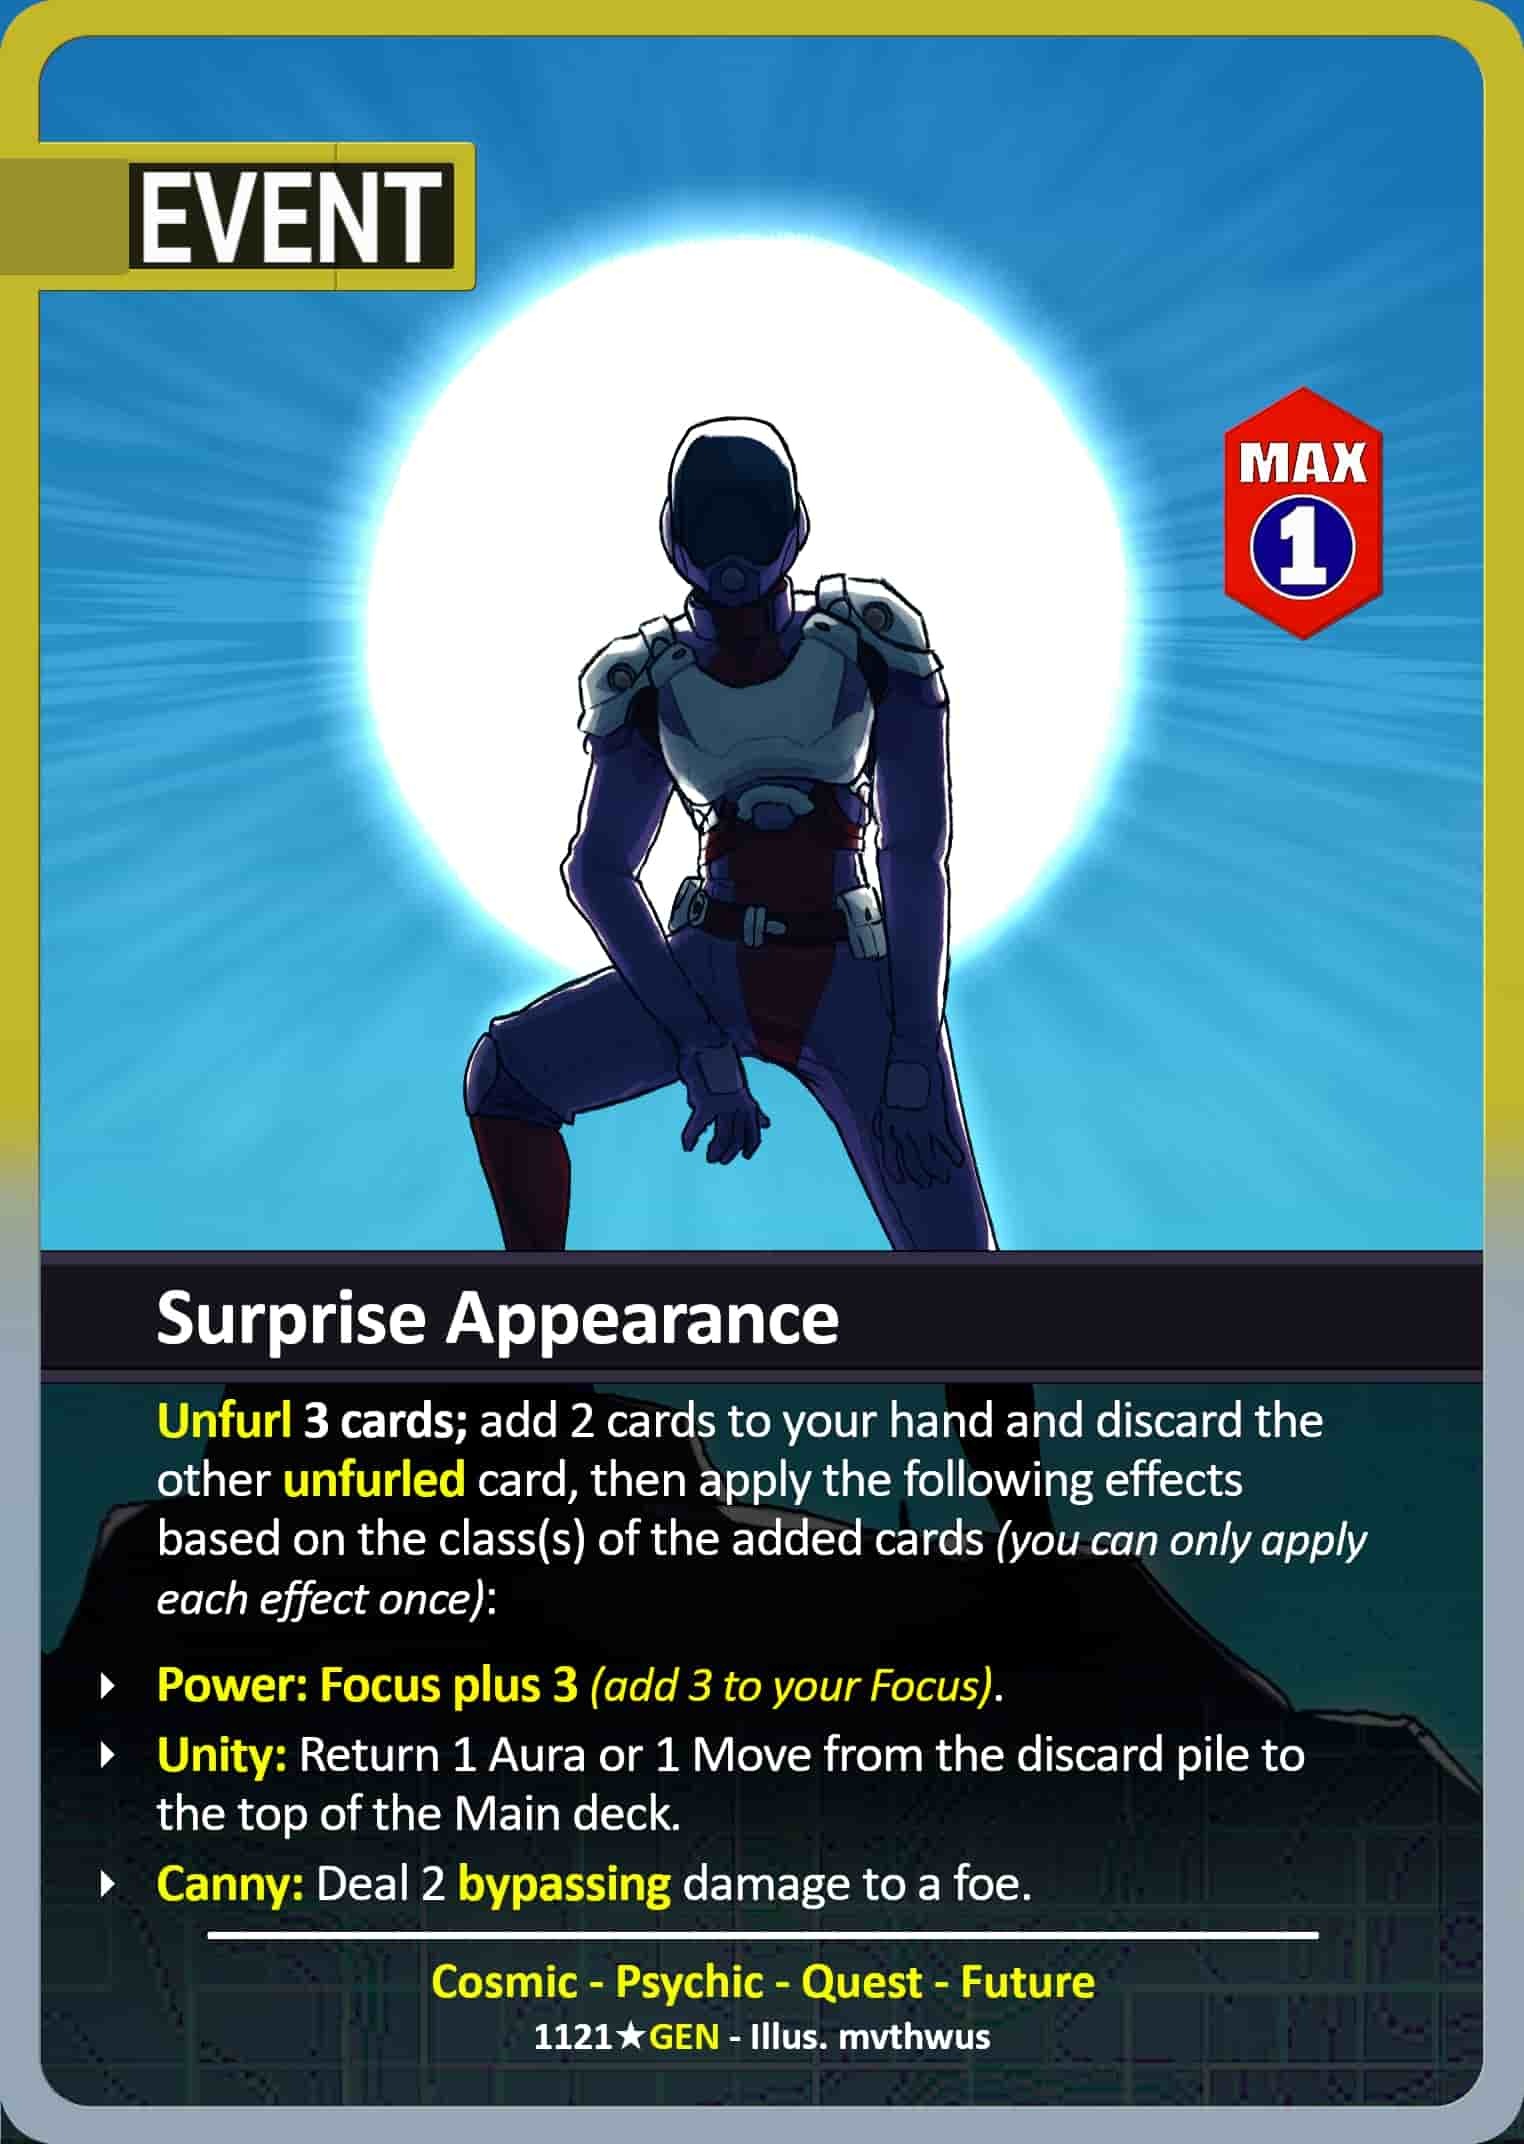 EVENT
MAX
1
Surprise Appearance
Unfurl 3 cards; add 2 cards to your hand and discard the
other unfurled card, then apply the following effects
based on the class(s) of the added cards (you can only apply
each effect once):
Power: Focus plus 3 (add 3 to your Focus).
Unity: Return 1 Aura or 1 Move from the discard pile to
the top of the Main deck.
Canny: Deal 2 bypassing damage to a foe.
Cosmic - Psychic - Quest - Future
1121★GEN - Illus. mvthwus